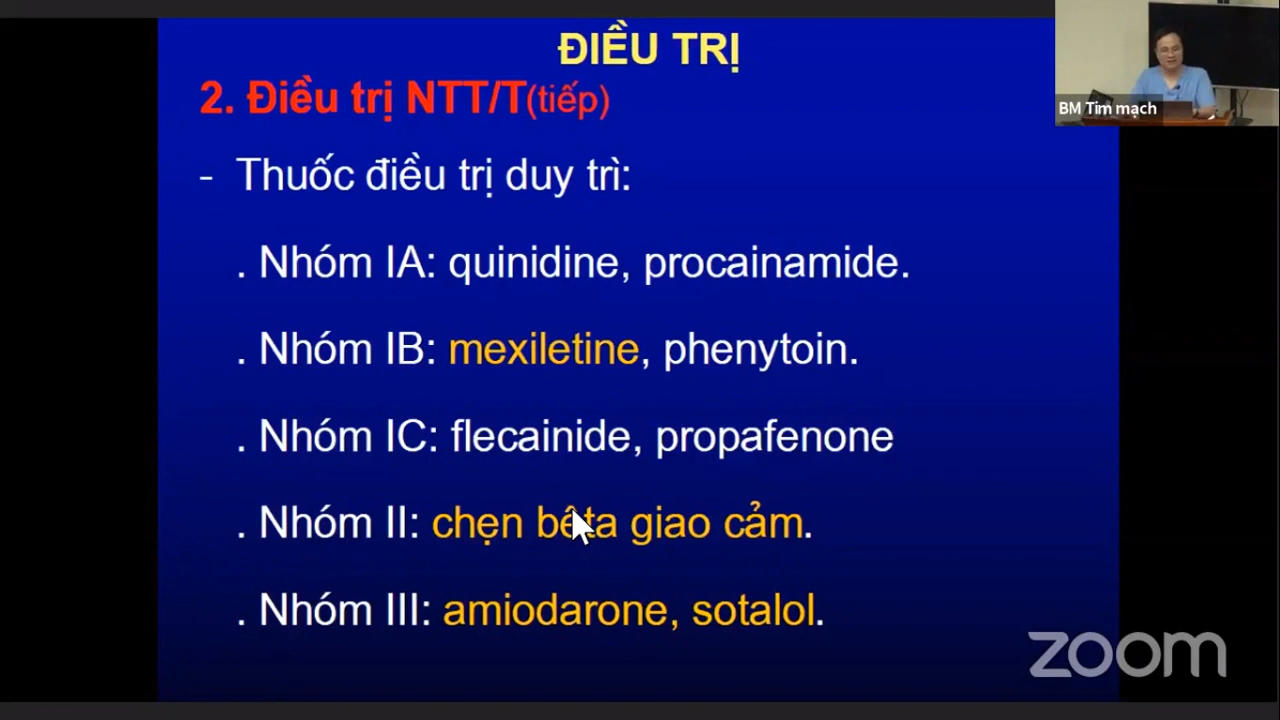 ĐIỀU TRỊ
2. Điều trị NTT/T(tiếp)
BM Tim mạch
- Thuốc điều trị duy trì:
. Nhóm IA: quinidine, procainamide.
. Nhóm IB: mexiletine, phenytoin.
. Nhóm IC: flecainide, propafenone
. Nhóm II: chẹn bêta giao cảm.
. Nhóm III: amiodarone, sotalol.
zoom